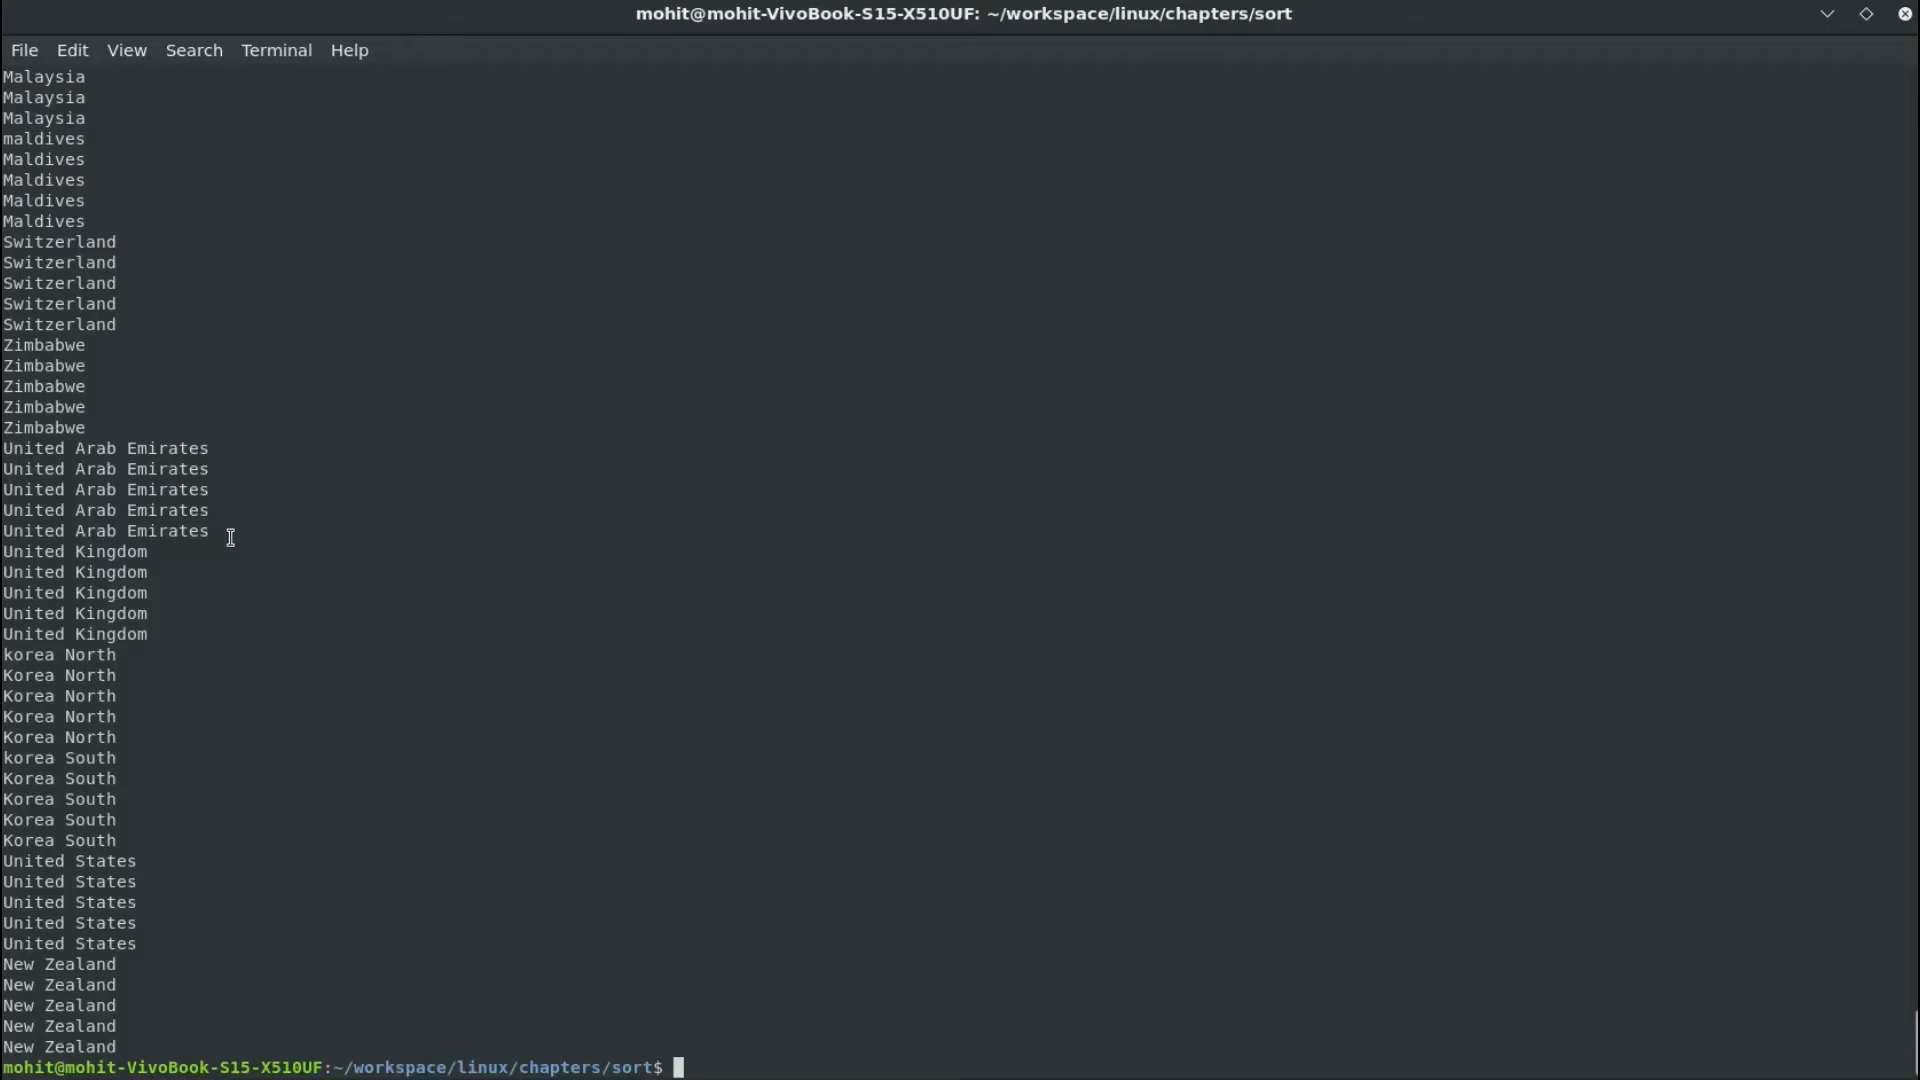 mohit@mohit-VivoBook-S15-X510UF: ~/workspace/linux/chapters/sort
File Edit View Search Terminal Help
Malaysia
Malaysia
Malaysia
maldives
Maldives
Maldives
Maldives
Maldives
Switzerland
Switzerland
Switzerland
Switzerland
Switzerland
Zimbabwe
Zimbabwe
Zimbabwe
Zimbabwe
Zimbabwe
United Arab Emirates
United Arab Emirates
United Arab Emirates
United Arab Emirates
United Arab Emirates
United Kingdom
United Kingdom
United Kingdom
United Kingdom
United Kingdom
korea North
Korea North
Korea North
Korea North
Korea North
korea South
Korea South
Korea South
Korea South
Korea South
United States
United States
United States
United States
United States
New Zealand
New Zealand
New Zealand
New Zealand
New Zealand
mohit@mohit-VivoBook-S15-X510UF:~/workspace/linux/chapters/sort$